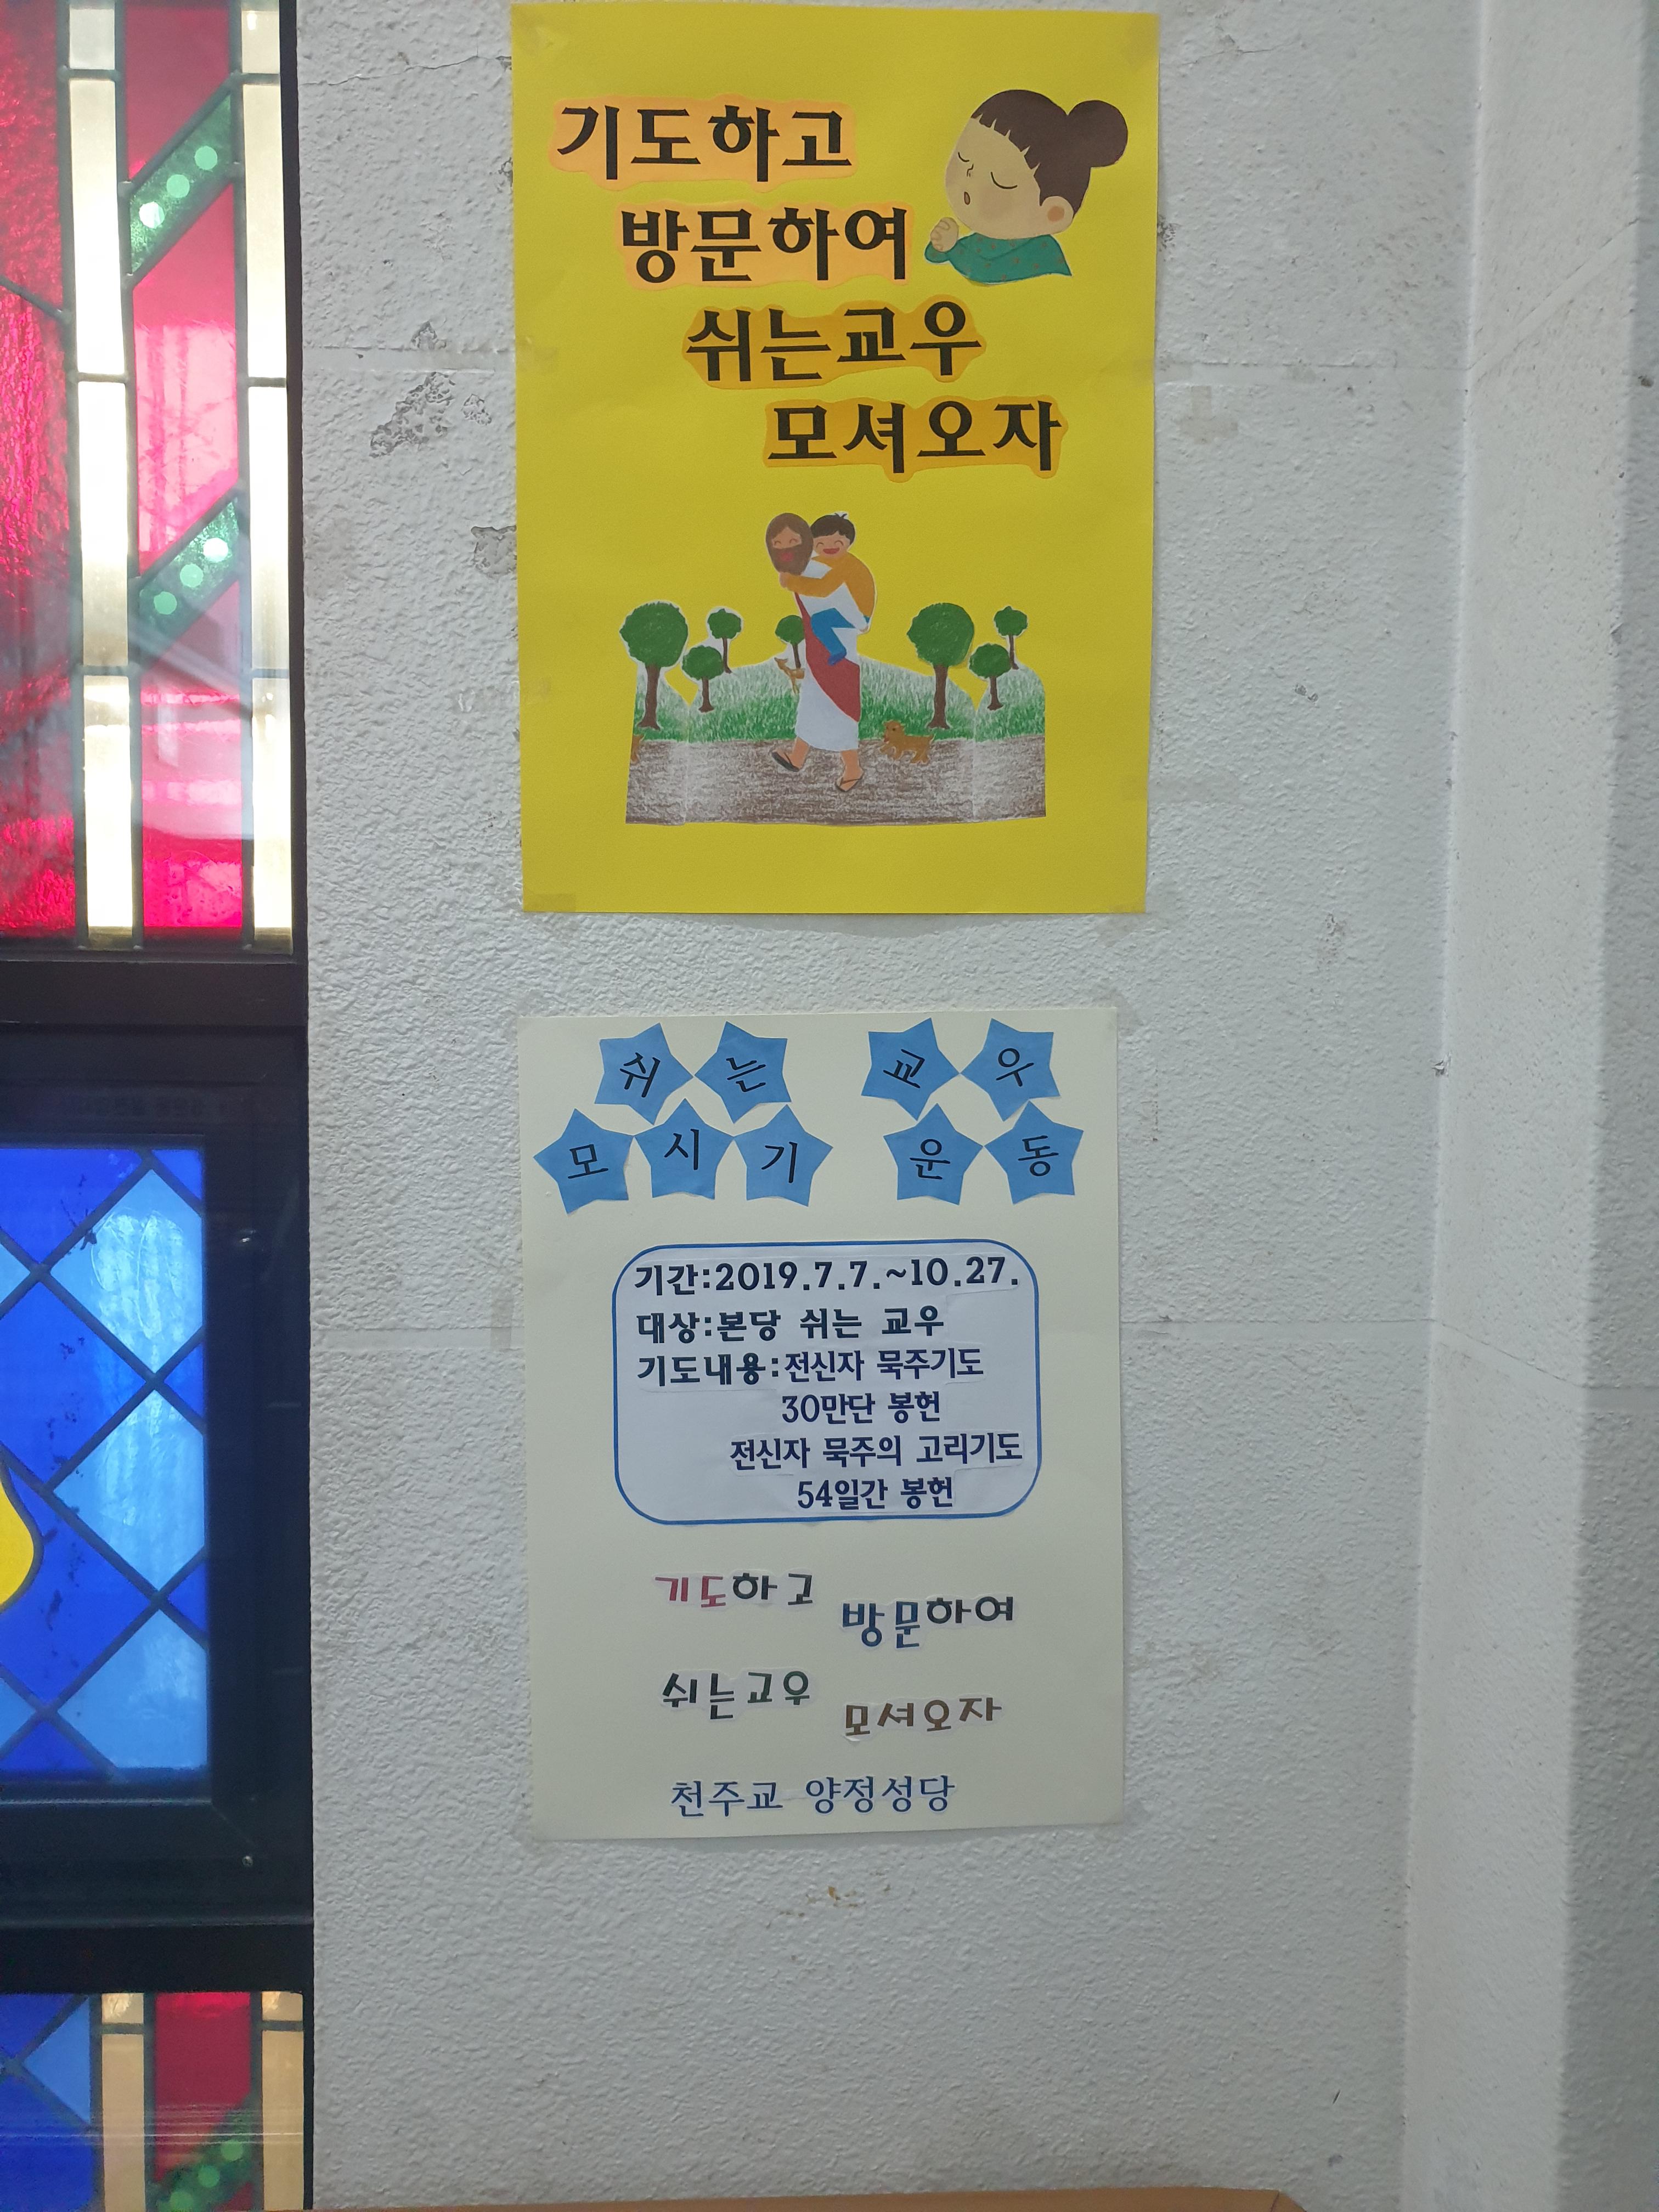 기도하고
방문하여
쉬는교우
모셔오자
쉬는 교우
모시기 운동
기간:2019.7.7.~10.27.
대상:본당 쉬는 교우
기도내용:전신자 묵주기도
30만단 봉헌
전신자 묵주의 고리기도
54일간 봉헌
기도하고 방문하여
쉬는교우 모셔오자
천주교 양정성당